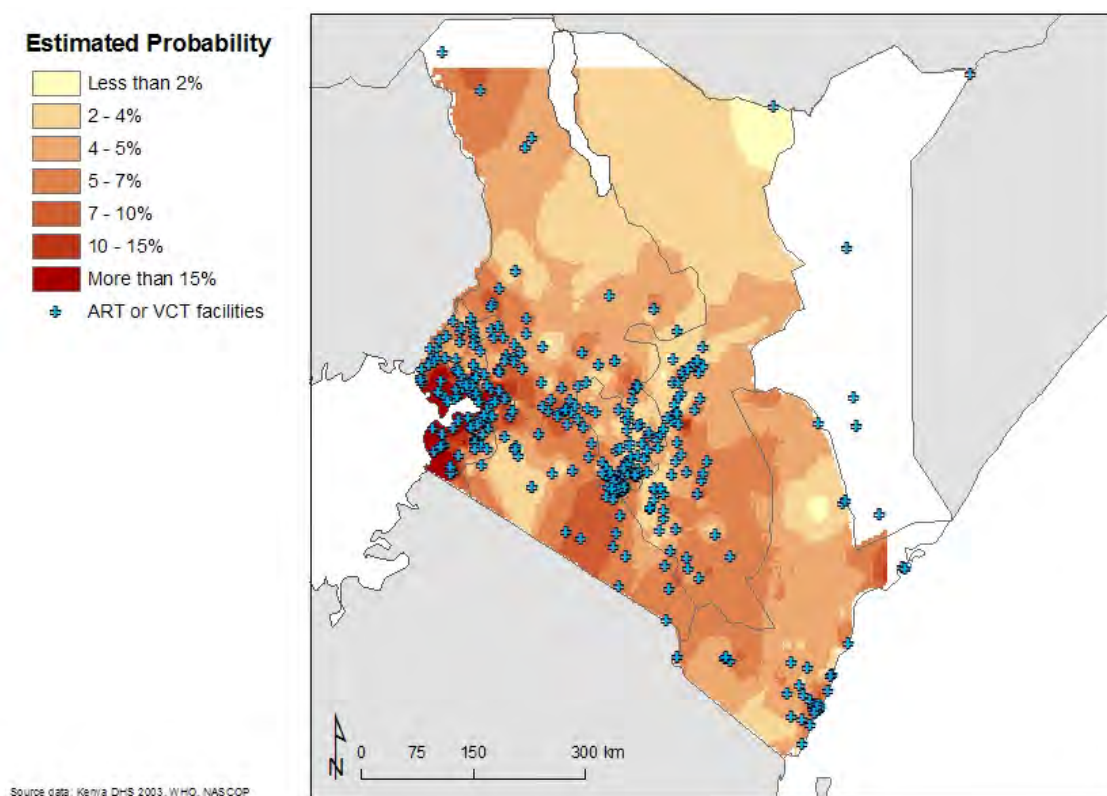 Estimated Probability
Less than 2%
2 - 4%
4 - 5%
5 - 7%
7 - 10%
10 - 15%
More than 15%
ART or VCT facilities
N
0 75 150 300 km
Source data: Kenya DHS 2003, WHO, NASCOP